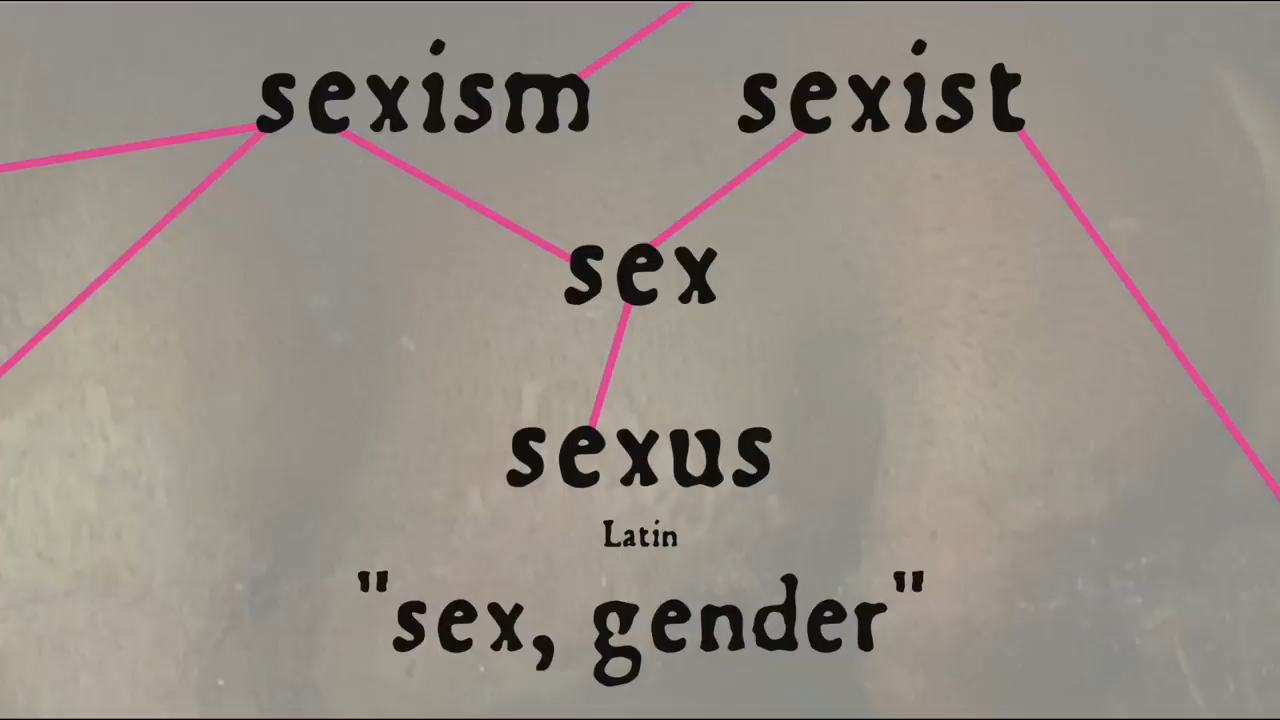 sexism sexist
sex
sexus
Latin
"sex, gender"